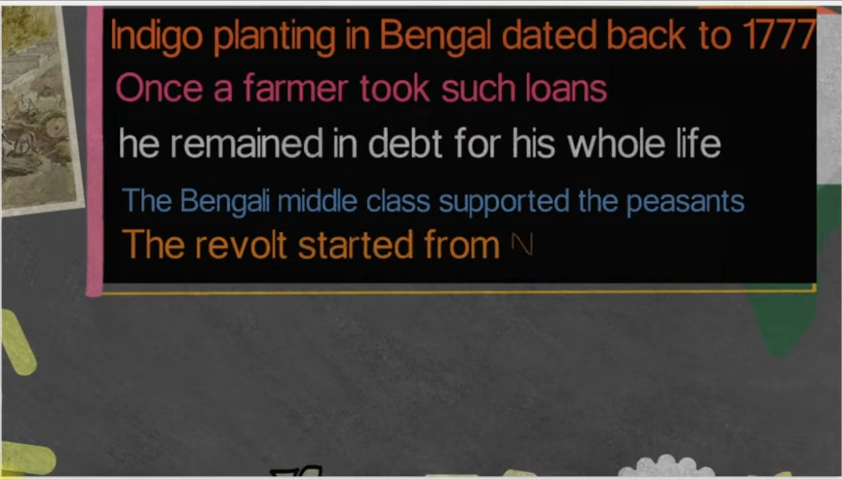 Indigo planting in Bengal dated back to 1777
Once a farmer took such loans
he remained in debt for his whole life
The Bengali middle class supported the peasants
The revolt started from N